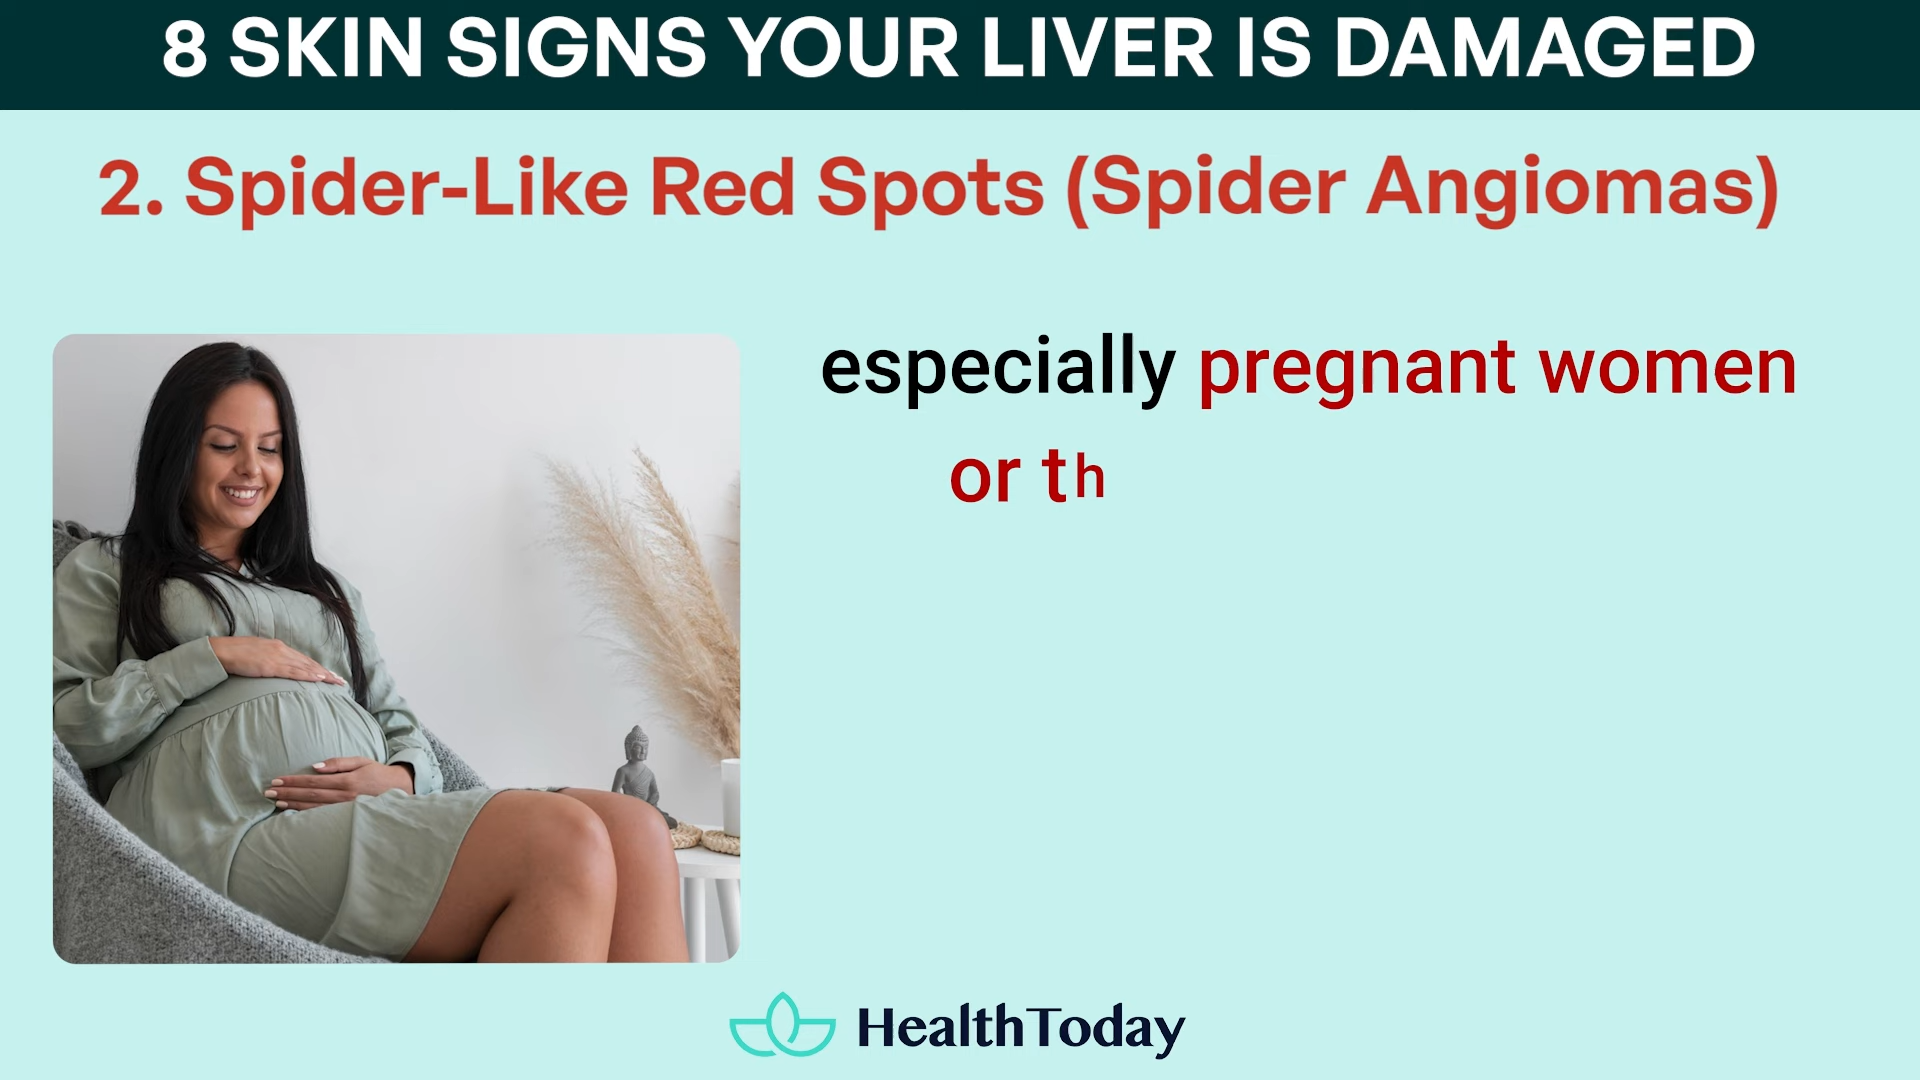 8 SKIN SIGNS YOUR LIVER IS DAMAGED
2. Spider-Like Red Spots (Spider Angiomas)
especially pregnant women
or th
HealthToday